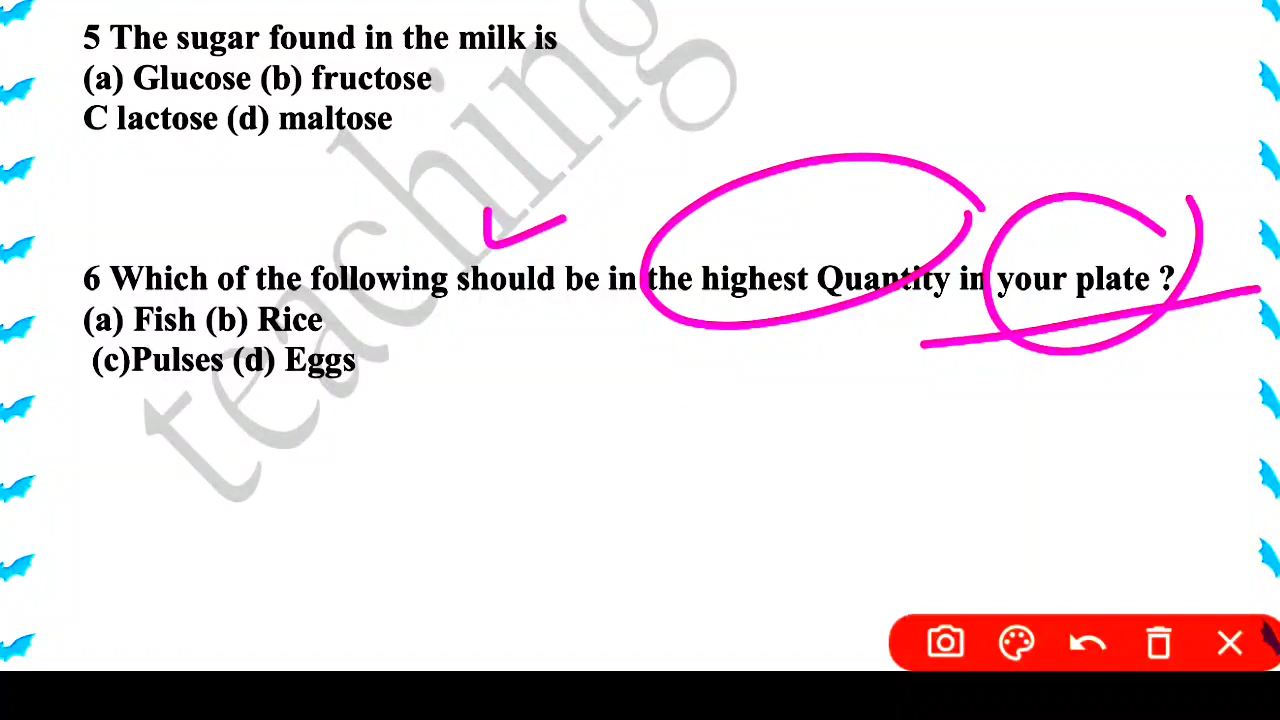 5 The sugar found in the milk is
(a) Glucose (b) fructose
C lactose (d) maltose
6 Which of the following should be in the highest Quantity in your plate ?
(a) Fish (b) Rice
(c)Pulses (d) Eggs
teaching